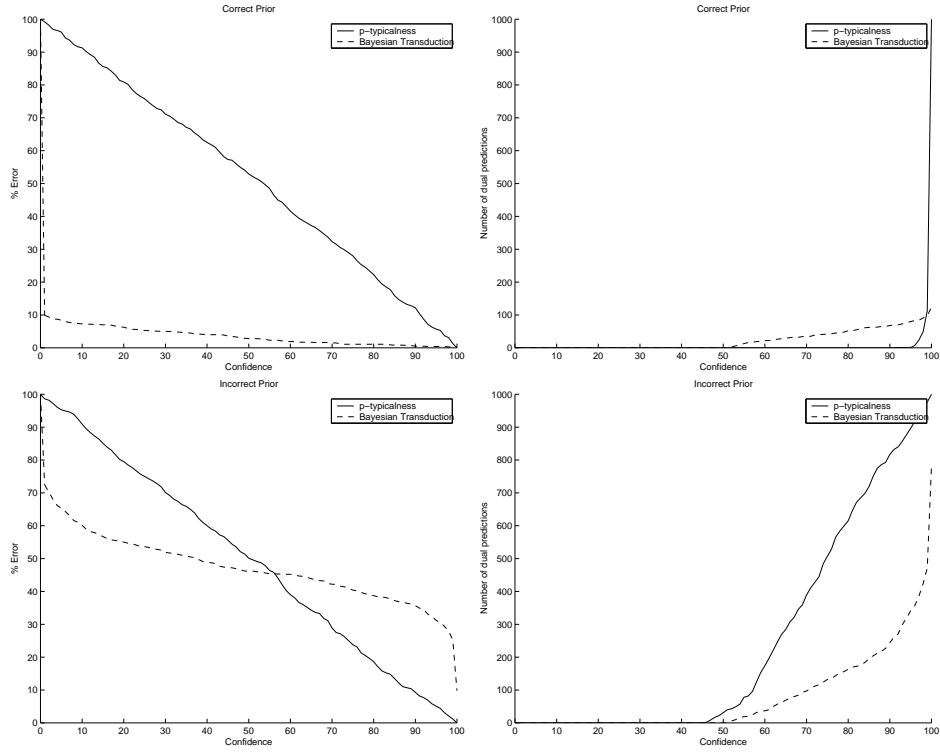 Correct Prior
p-typicalness
Bayesian Transduction
100
90
80
70
60
50
40
30
20
10
0
% Error
0 10 20 30 40 50 60 70 80 90 100
Confidence
Correct Prior
p-typicalness
Bayesian Transduction
1000
900
800
700
600
500
400
300
200
100
0
Number of dual predictions
0 10 20 30 40 50 60 70 80 90 100
Confidence
Incorrect Prior
p-typicalness
Bayesian Transduction
100
90
80
70
60
50
40
30
20
10
0
% Error
0 10 20 30 40 50 60 70 80 90 100
Confidence
Incorrect Prior
p-typicalness
Bayesian Transduction
1000
900
800
700
600
500
400
300
200
100
0
Number of dual predictions
0 10 20 30 40 50 60 70 80 90 100
Confidence